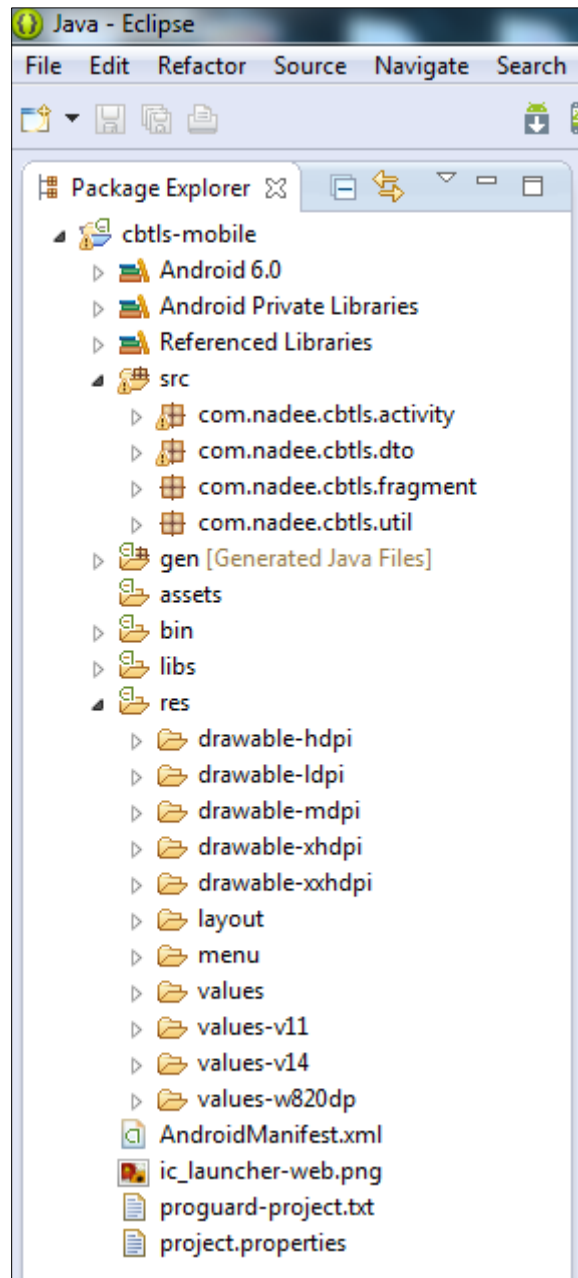 Java - Eclipse
File Edit Refactor Source Navigate Search
Package Explorer
cbtls-mobile
Android 6.0
Android Private Libraries
Referenced Libraries
src
com.nadee.cbtls.activity
com.nadee.cbtls.dto
com.nadee.cbtls.fragment
com.nadee.cbtls.util
gen [Generated Java Files]
assets
bin
libs
res
drawable-hdpi
drawable-ldpi
drawable-mdpi
drawable-xhdpi
drawable-xxhdpi
layout
menu
values
values-v11
values-v14
values-w820dp
AndroidManifest.xml
ic_launcher-web.png
proguard-project.txt
project.properties